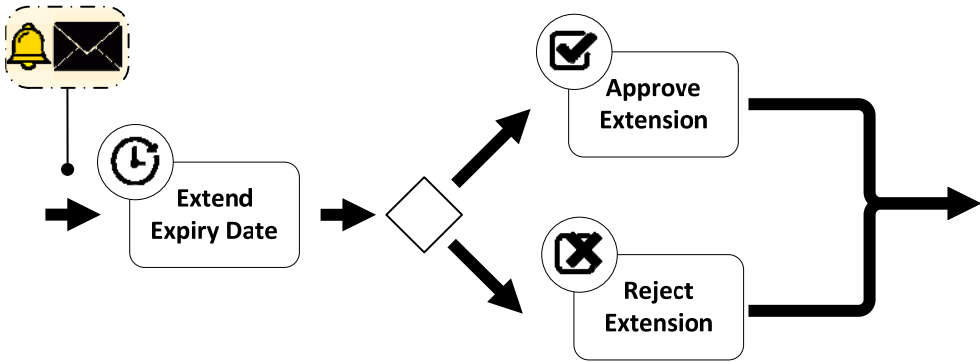 Extend
Expiry Date
Approve
Extension
Reject
Extension